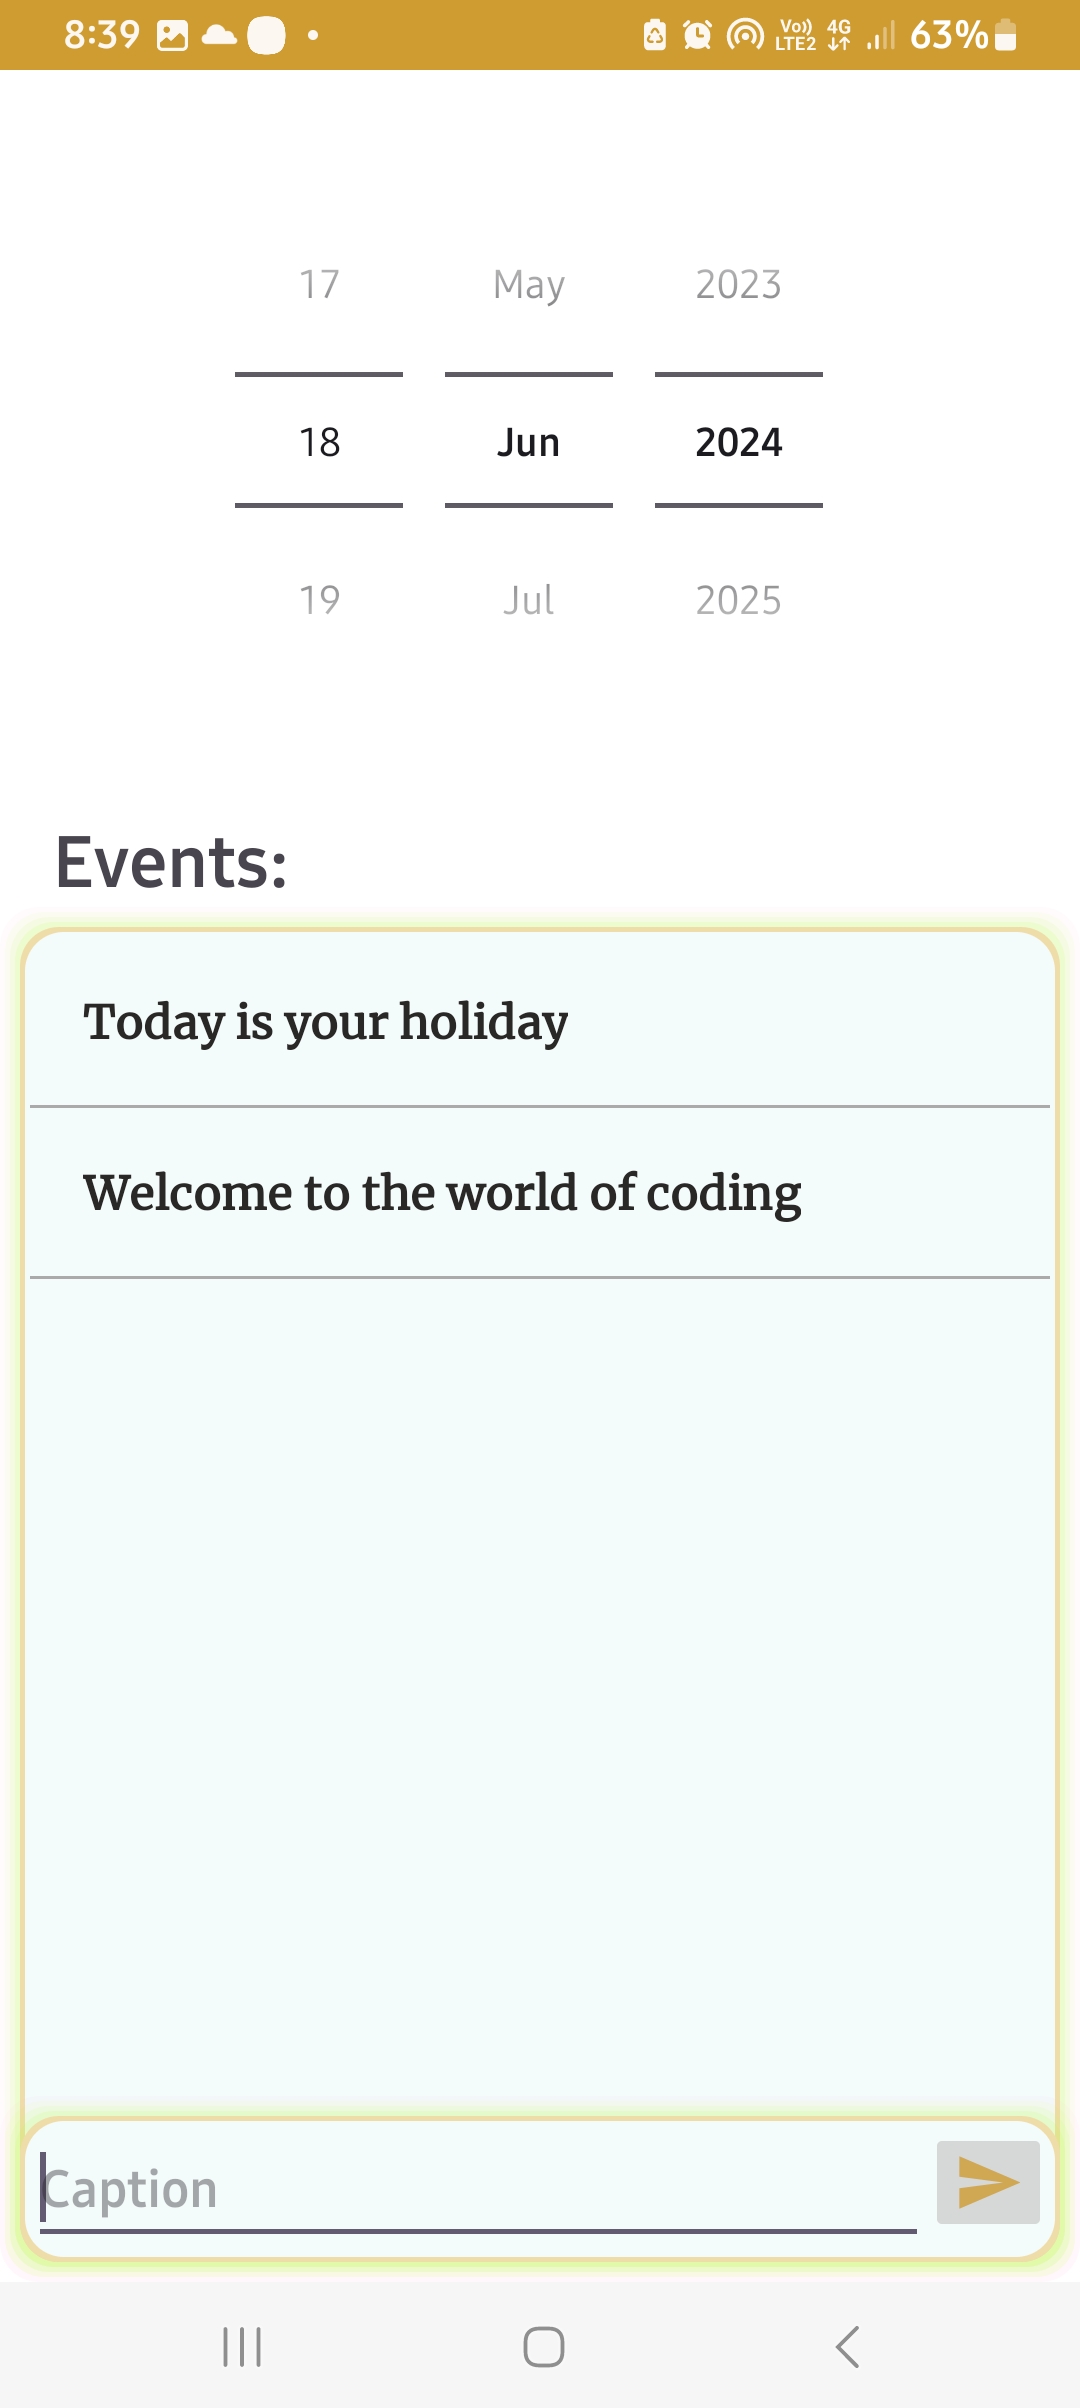 8:39 Vo)) LTE2 4G 63%
17 May 2023
18 Jun 2024
19 Jul 2025
Events:
Today is your holiday
Welcome to the world of coding
Caption